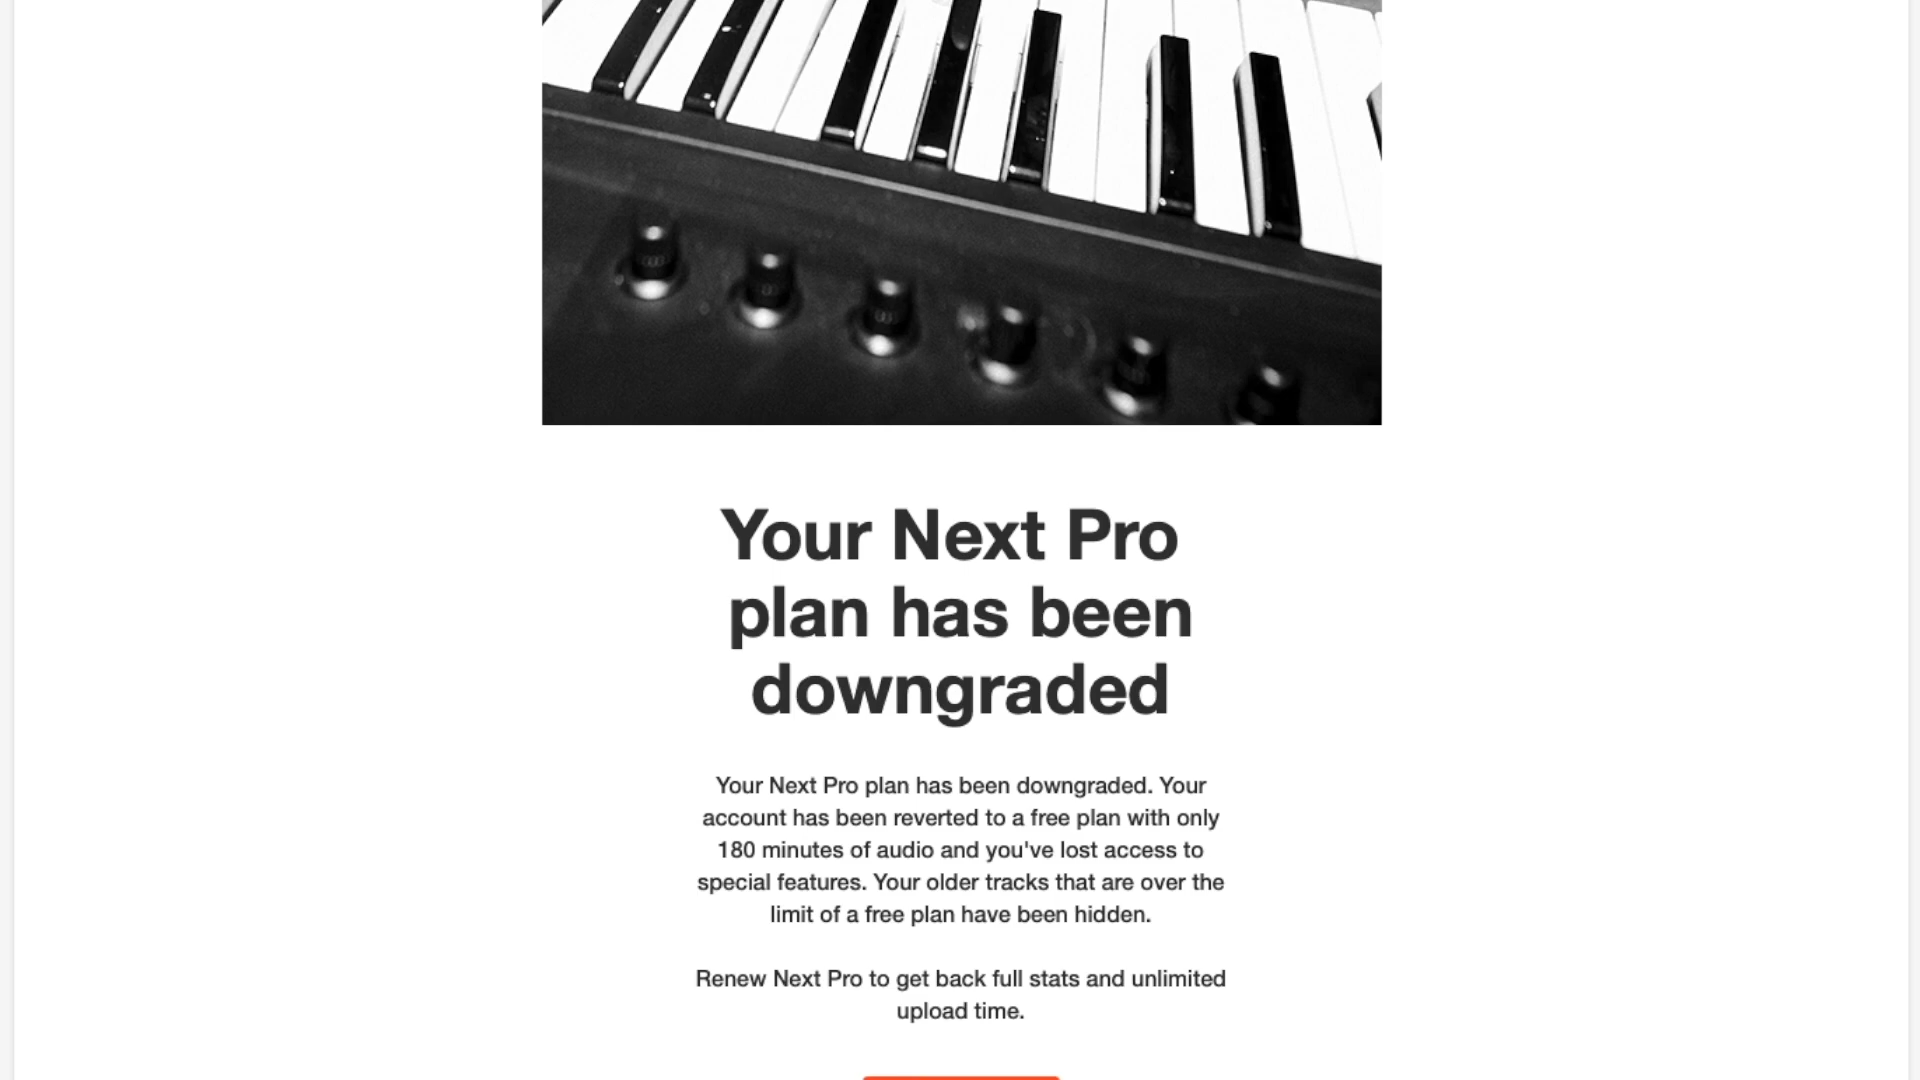 Your Next Pro
plan has been
downgraded
Your Next Pro plan has been downgraded. Your
account has been reverted to a free plan with only
180 minutes of audio and you've lost access to
special features. Your older tracks that are over the
limit of a free plan have been hidden.
Renew Next Pro to get back full stats and unlimited
upload time.